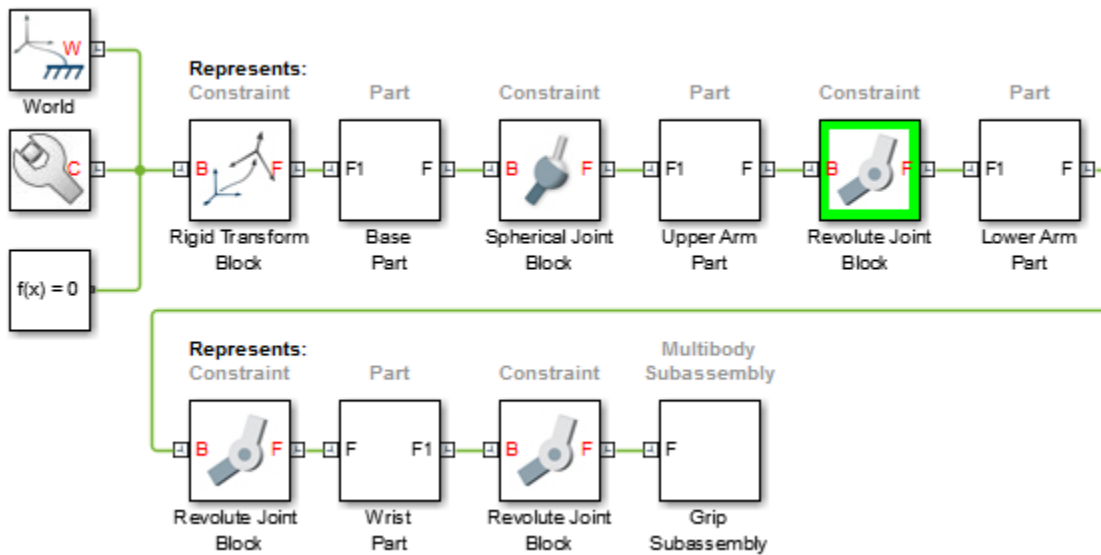 W
World
C
f(x) = 0
Represents:
Constraint Part Constraint Part Constraint Part
B F F1 F B F F1 F B F F1 F
Rigid Transform Base Spherical Joint Upper Arm Revolute Joint Lower Arm
Block Part Block Part Block Part
Represents: Multibody
Constraint Part Constraint Subassembly
B F F F1 B F F
Revolute Joint Wrist Revolute Joint Grip
Block Part Block Subassembly